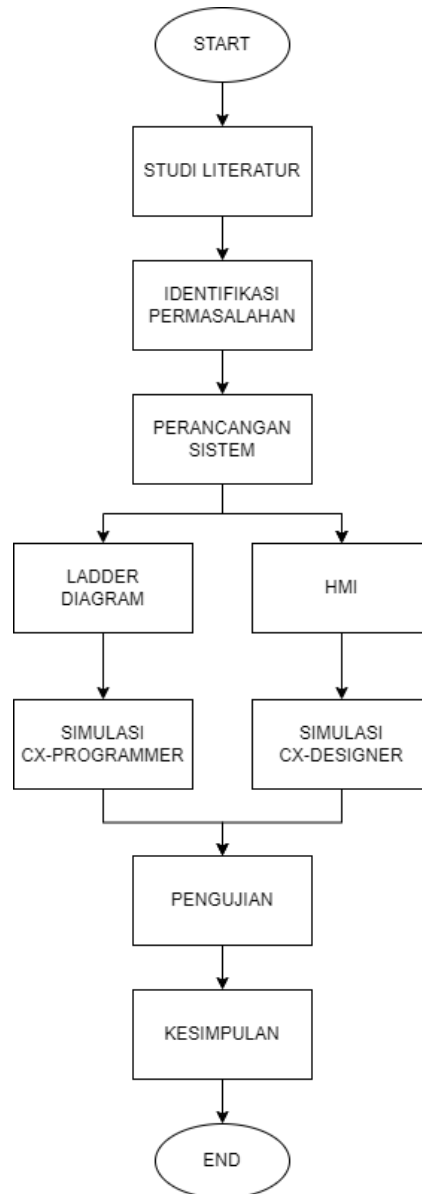 START
STUDI LITERATUR
IDENTIFIKASI
PERMASALAHAN
PERANCANGAN
SISTEM
LADDER
DIAGRAM
HMI
SIMULASI
CX-PROGRAMMER
SIMULASI
CX-DESIGNER
PENGUJIAN
KESIMPULAN
END